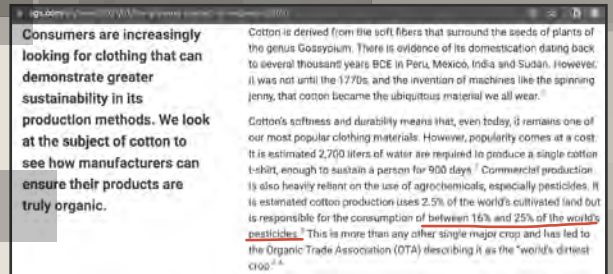 Consumers are increasingly
looking for clothing that can
demonstrate greater
sustainability in its
production methods. We look
at the subject of cotton to
see how manufacturers can
ensure their products are
truly organic.
Cotton is derived from the soft fibers that surround the seeds of plants of
the genus Gossypium. There is evidence of its domestication dating back
to several thousand years BCE in Peru, Mexico, India and Sudan. However,
it was not until the 1770s, and the invention of machines like the spinning
jenny, that cotton became the ubiquitous material we all wear.
Cotton's softness and durability means that, even today, it remains one of
our most popular clothing materials. However, popularity comes at a cost.
It is estimated 2,700 liters of water are required to produce a single cotton
t-shirt, enough to sustain a person for 900 days. Commercial production
is also heavily reliant on the use of agrochemicals, especially pesticides. It
is estimated cotton production uses 2.5% of the world's cultivated land but
is responsible for the consumption of between 16% and 25% of the world's
pesticides. This is more than any other single major crop and has led to
the Organic Trade Association (OTA) describing it as the "world's dirtiest
crop"